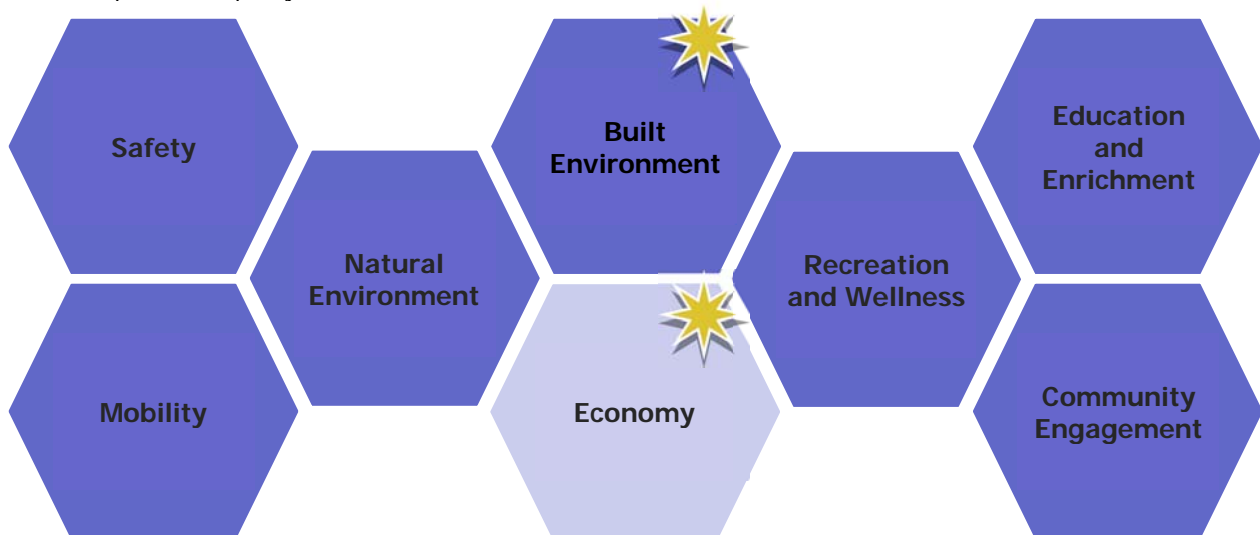 Safety
Built
Environment
Education
and
Enrichment
Natural
Environment
Recreation
and Wellness
Mobility
Economy
Community
Engagement